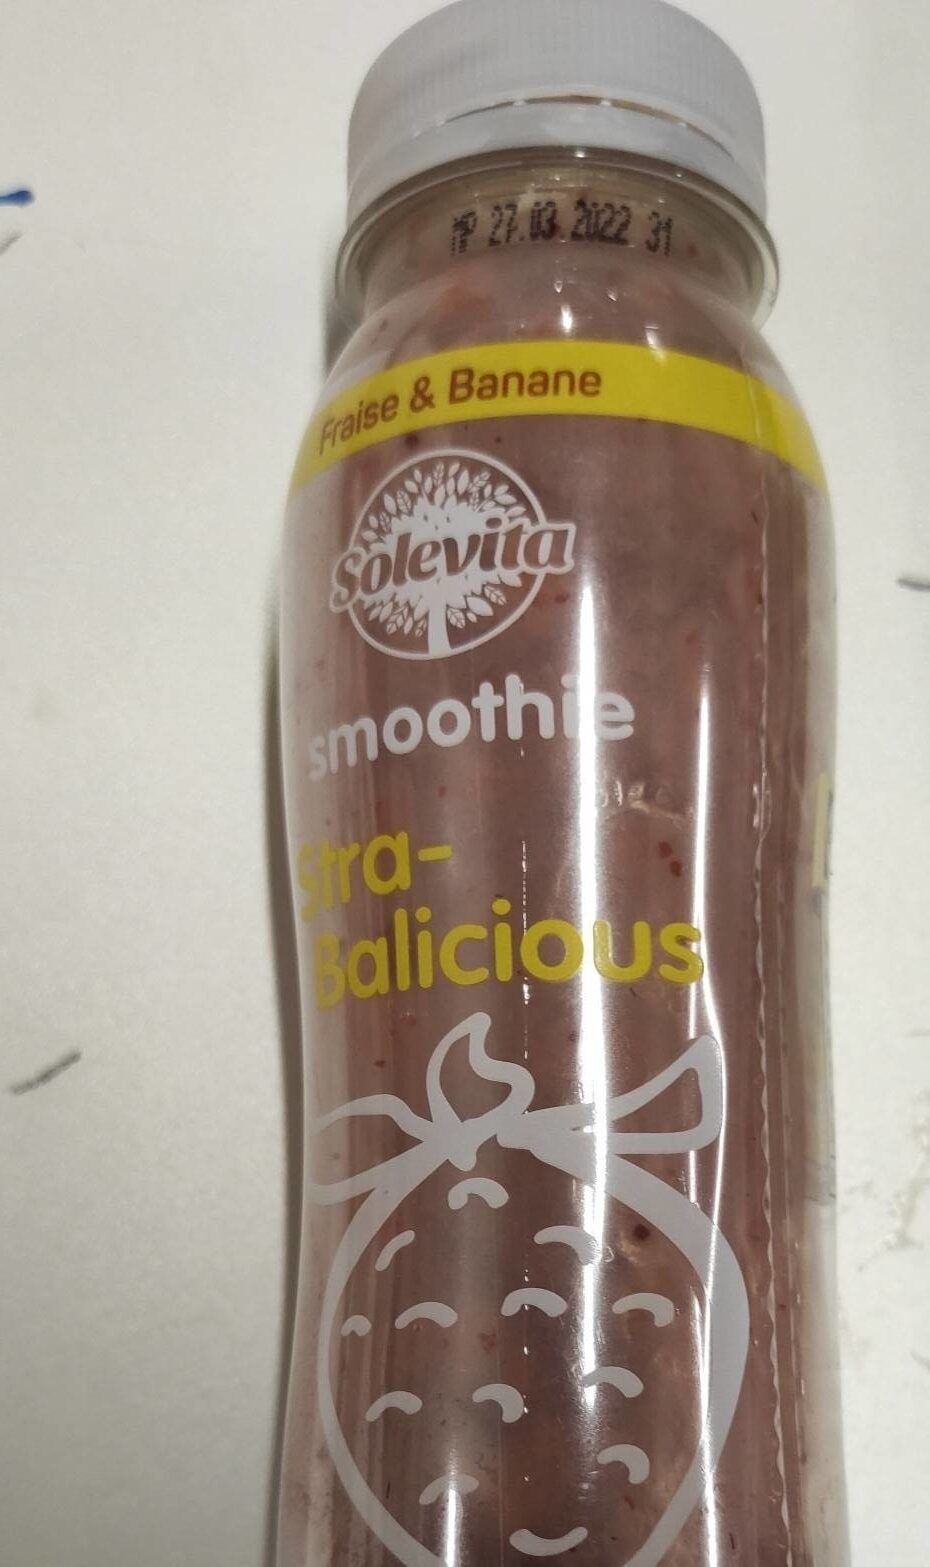 MP 27.03.2022 31
Fraise & Banane
Solevita
smoothie
Stra-
Balicious